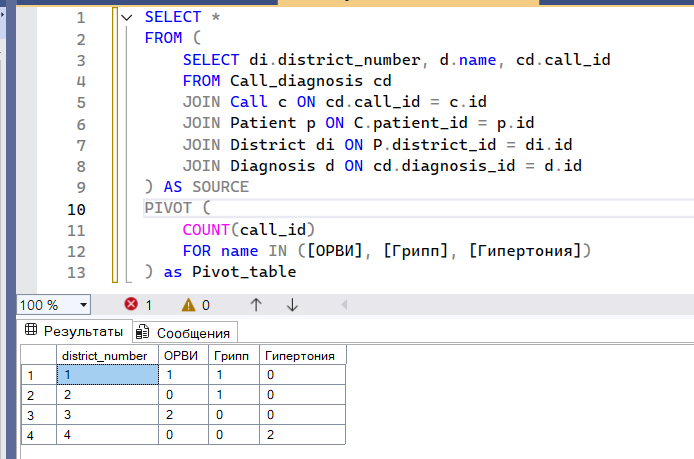 1 SELECT *
2 FROM (
3 SELECT di.district_number, d.name, cd.call_id
4 FROM Call_diagnosis cd
5 JOIN Call c ON cd.call_id = c.id
6 JOIN Patient p ON C.patient_id = p.id
7 JOIN District di ON P.district_id = di.id
8 JOIN Diagnosis d ON cd.diagnosis_id = d.id
9 ) AS SOURCE
10 PIVOT (
11 COUNT(call_id)
12 FOR name IN ([ОРВИ], [Грипп], [Гипертония])
13 ) as Pivot_table
100 % 1 0
Результаты Сообщения
district_number ОРВИ Грипп Гипертония
1 1 1 1 0
2 2 0 1 0
3 3 2 0 0
4 4 0 0 2